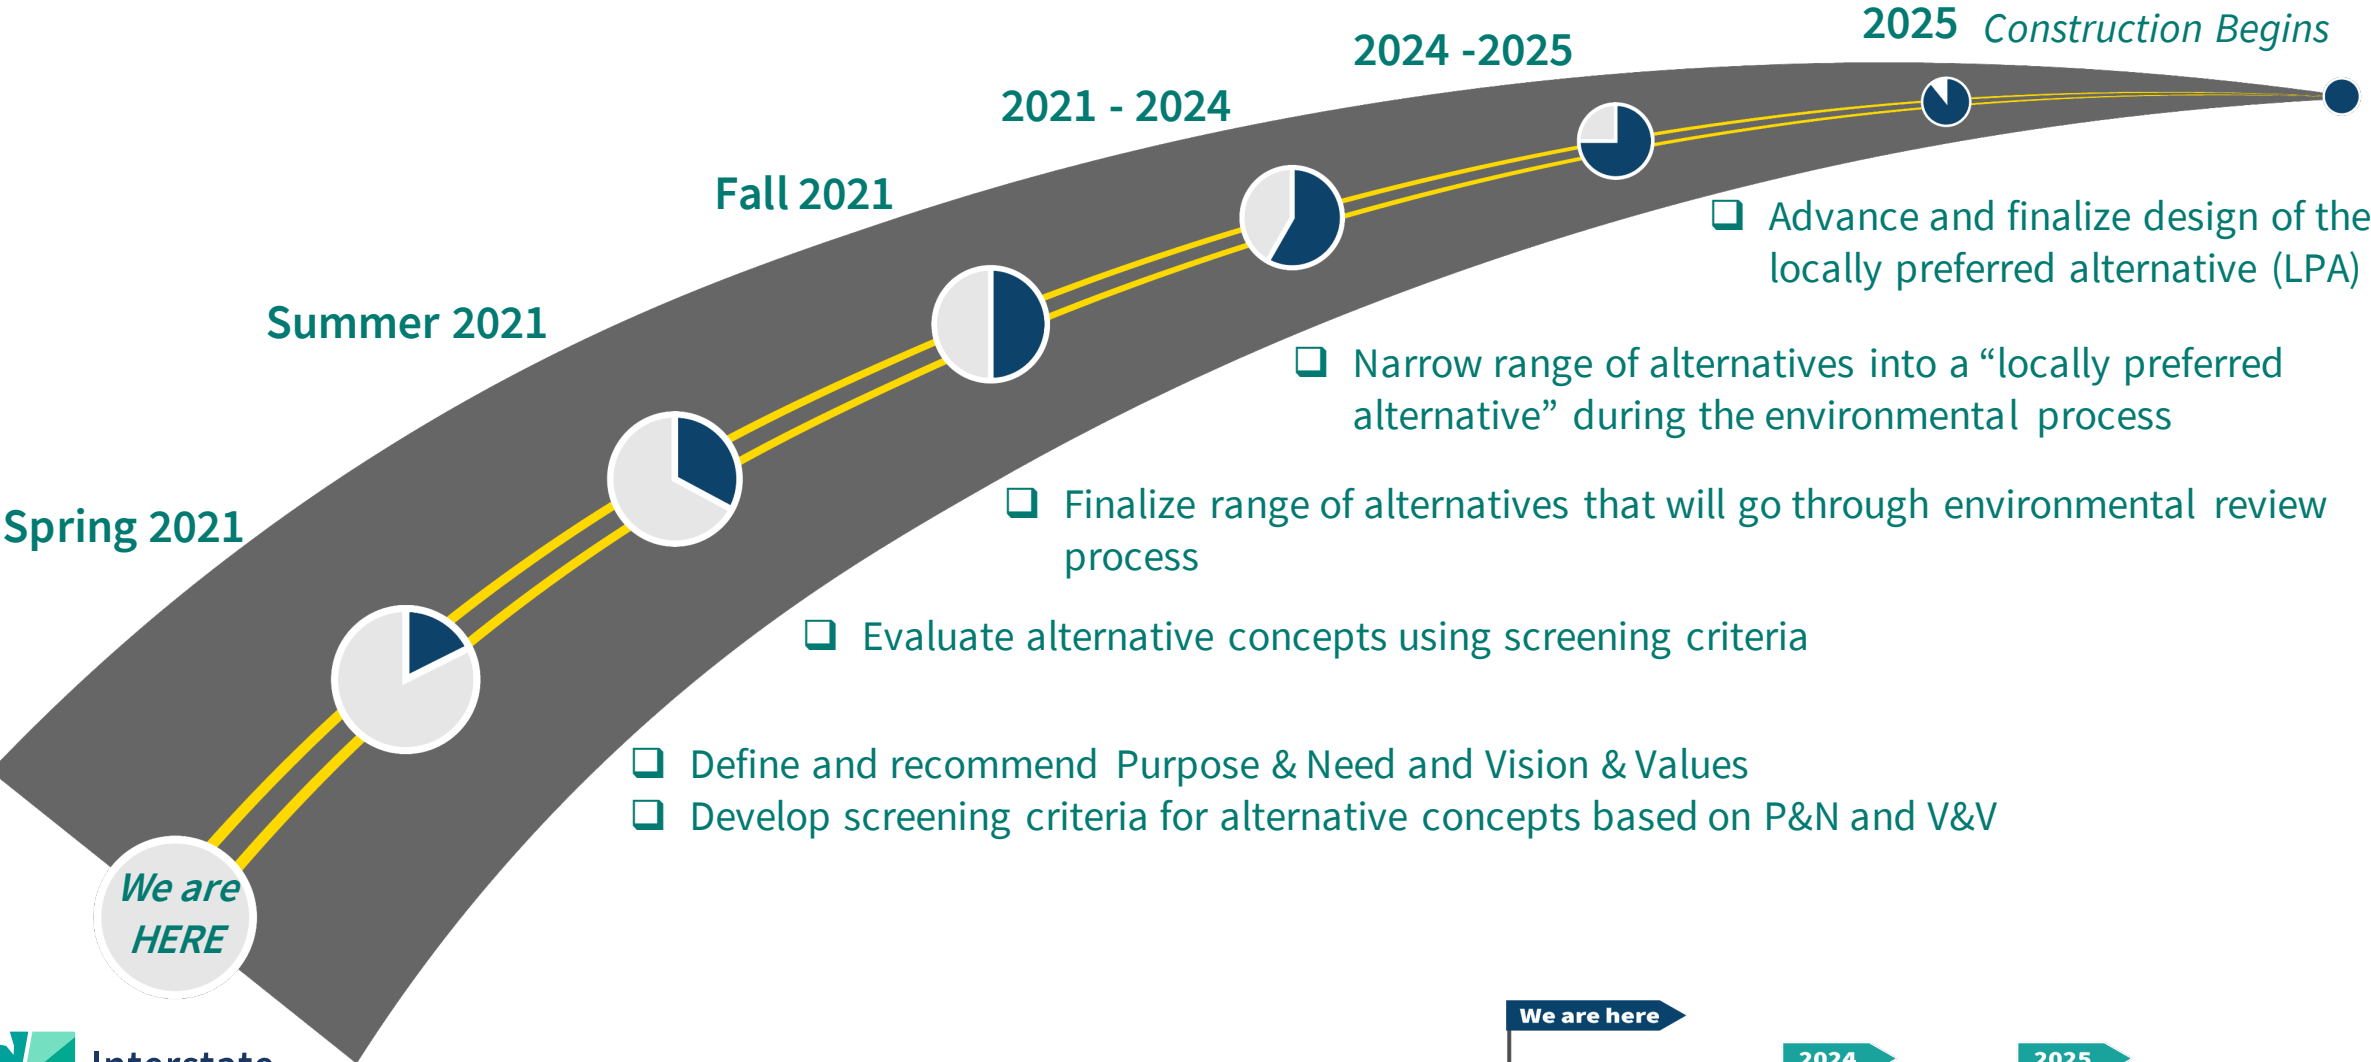 2025 Construction Begins
2024 -2025
2021 - 2024
Fall 2021
Summer 2021
Spring 2021
We are
HERE
Advance and finalize design of the
locally preferred alternative (LPA)
Narrow range of alternatives into a “locally preferred
alternative” during the environmental process
Finalize range of alternatives that will go through environmental review
process
Evaluate alternative concepts using screening criteria
Define and recommend Purpose & Need and Vision & Values
Develop screening criteria for alternative concepts based on P&N and V&V
We are here
2024
2025
Interstate